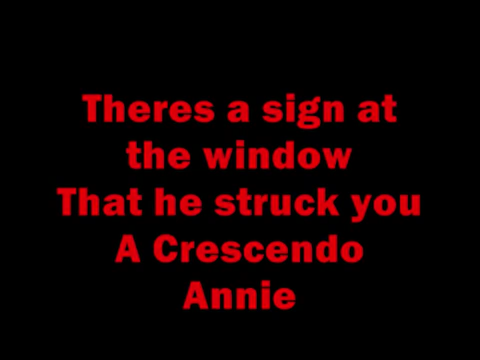 Theres a sign at
the window
That he struck you
A Crescendo
Annie